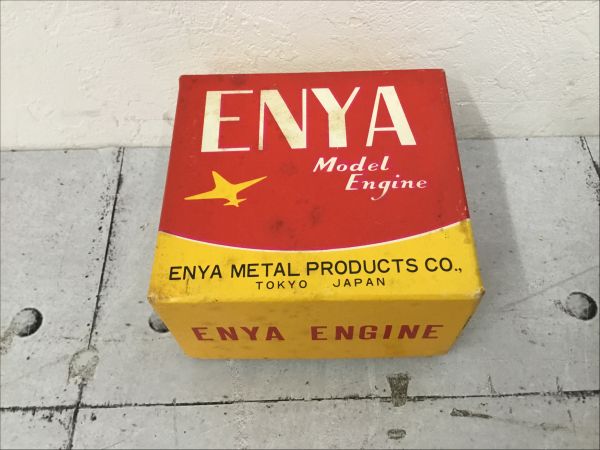 ENYA
Model
Engine
ENYA METAL PRODUCTS CO.,
TOKYO JAPAN
ENYA ENGINE